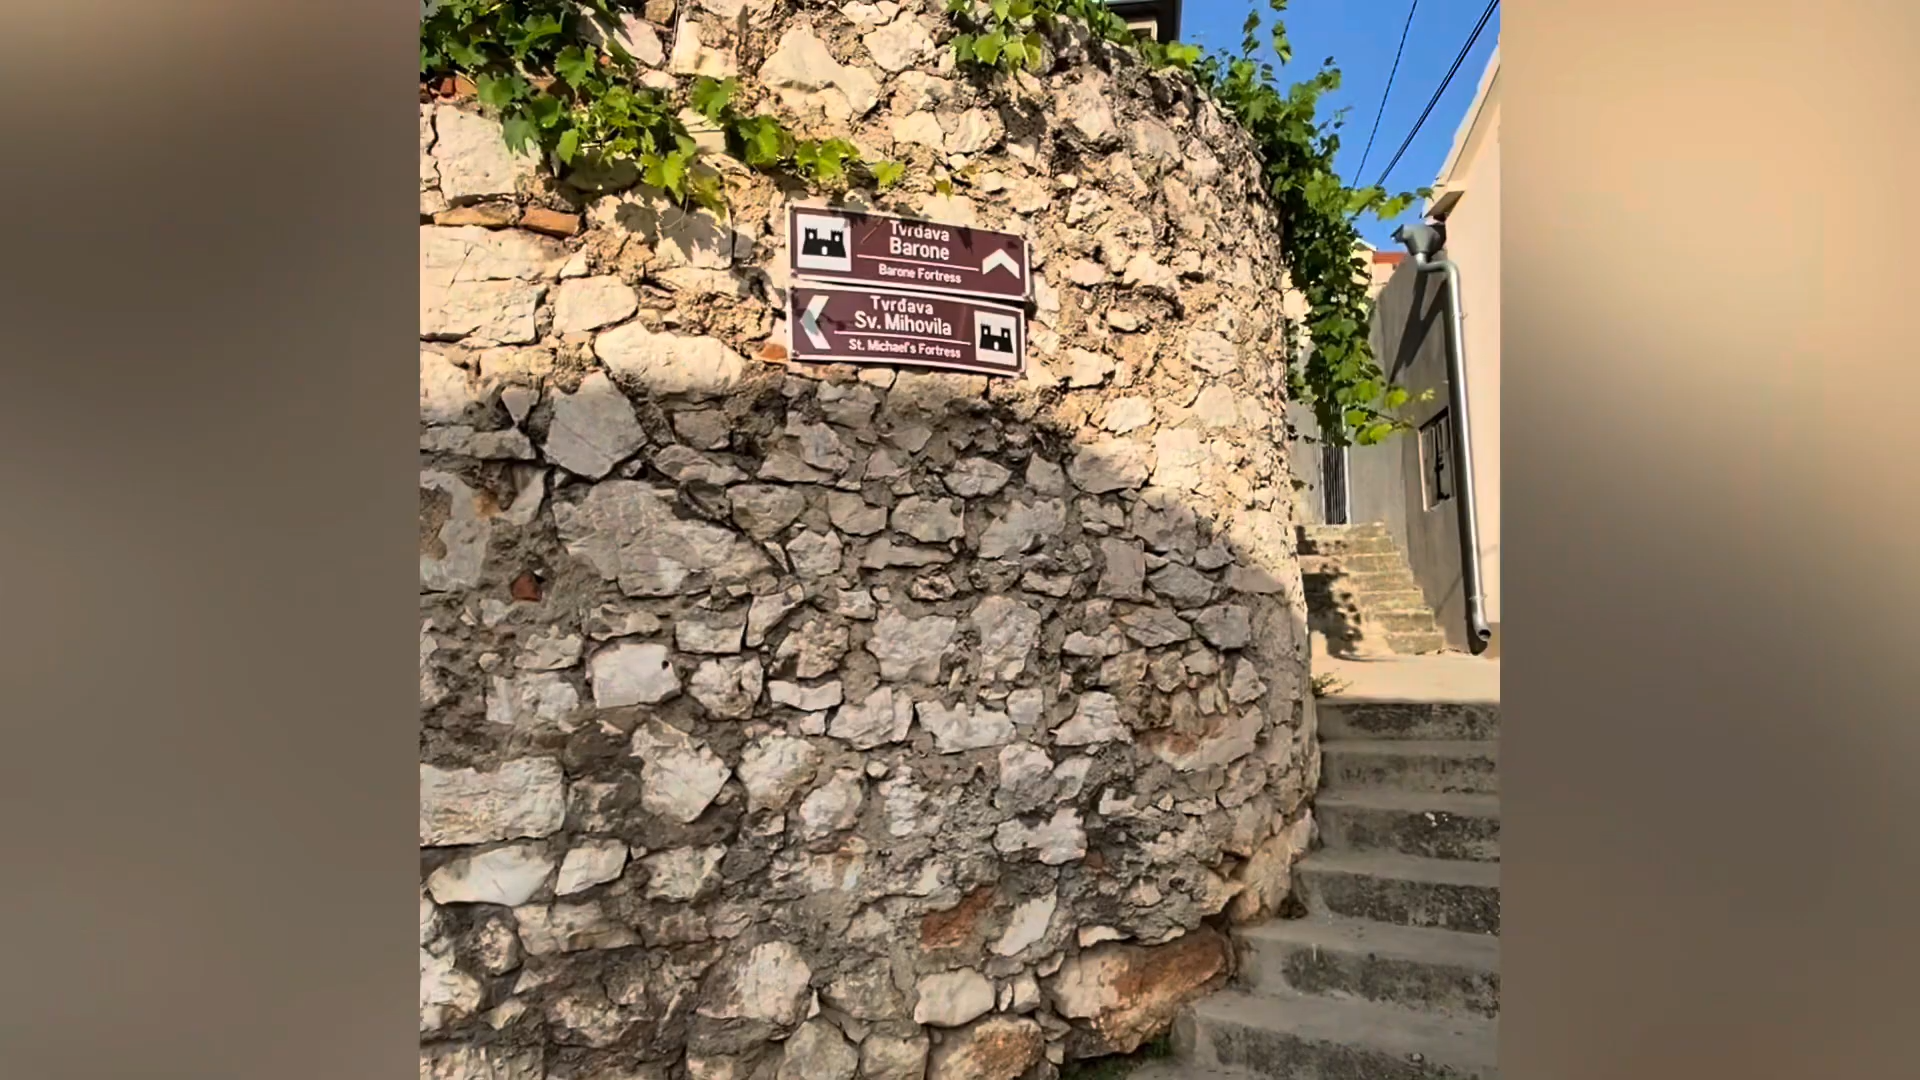 Tvrđava
Barone
Barone Fortress
Tvrđava
Sv. Mihovila
St. Michael's Fortress